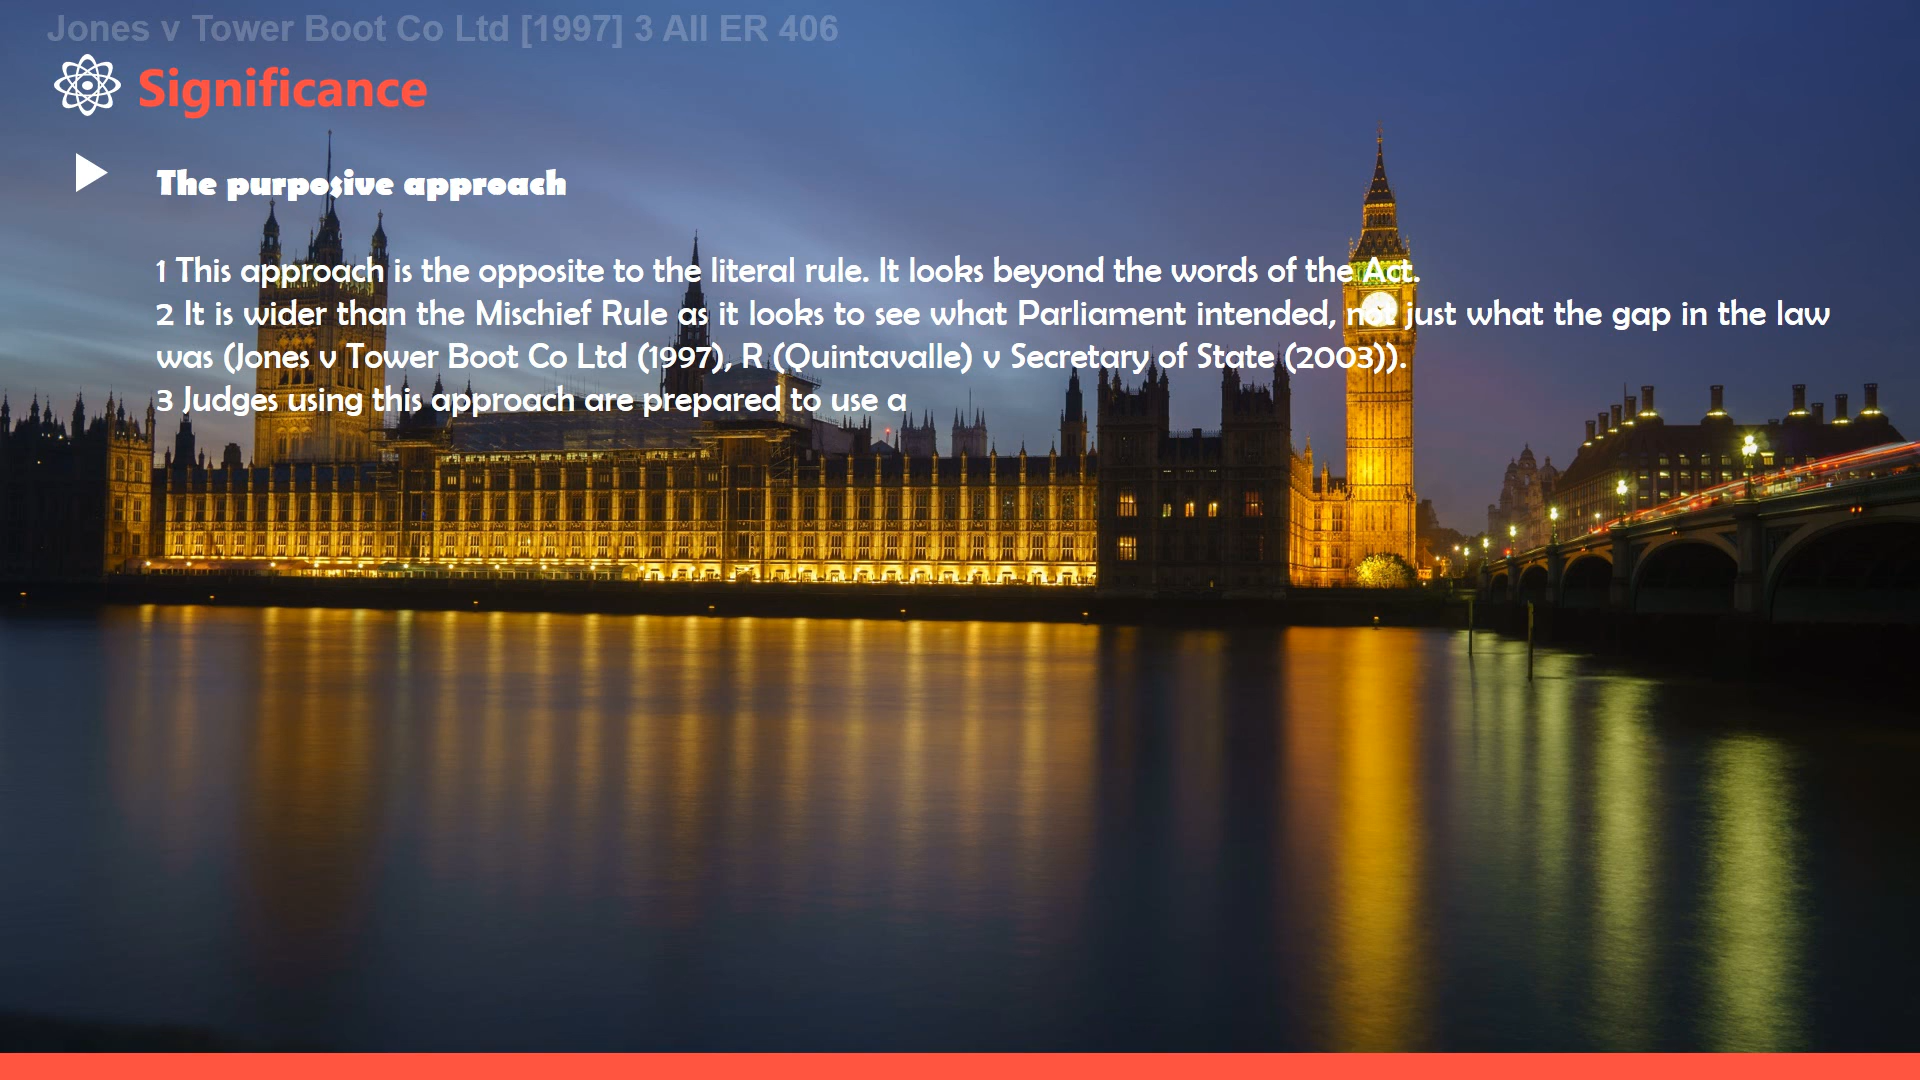 Jones v Tower Boot Co Ltd [1997] 3 All ER 406
Significance
The purposive approach
1 This approach is the opposite to the literal rule. It looks beyond the words of the Act.
2 It is wider than the Mischief Rule as it looks to see what Parliament intended, not just what the gap in the law
was (Jones v Tower Boot Co Ltd (1997), R (Quintavalle) v Secretary of State (2003)).
3 Judges using this approach are prepared to use a